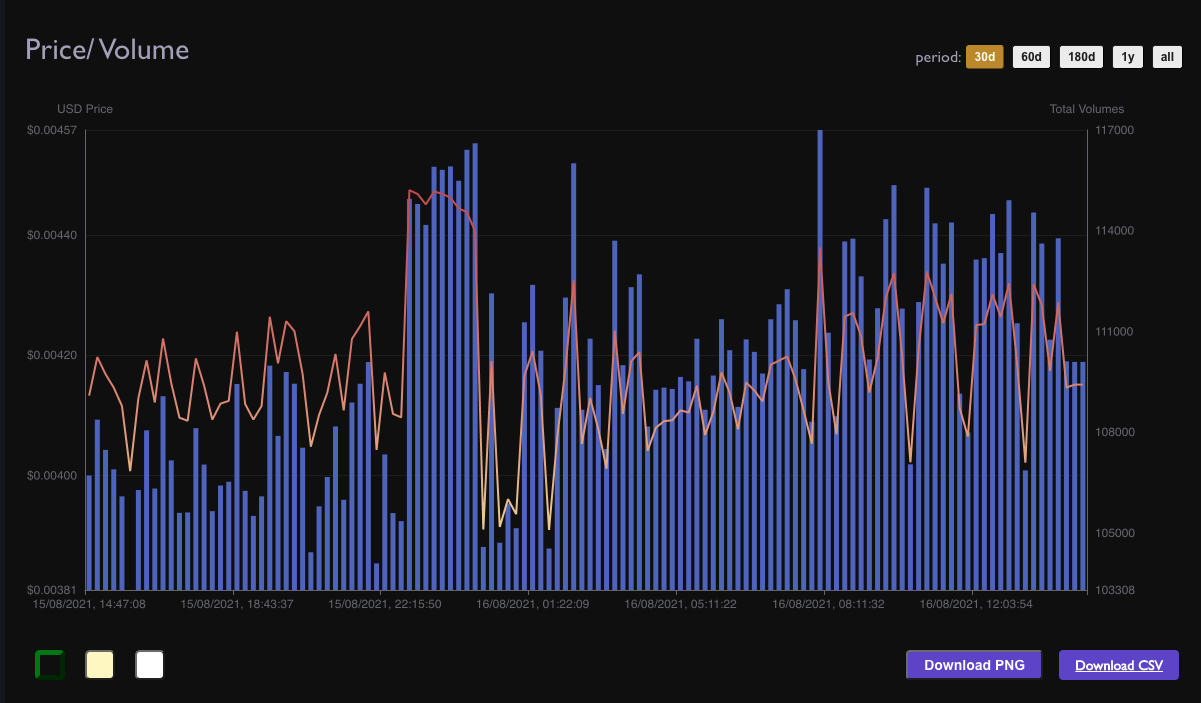 Price/ Volume
period: 30d 60d 180d 1y all
USD Price Total Volumes
$0.00457 117000
$0.00440 114000
$0.00420 111000
108000
$0.00400
105000
$0.00381 103308
15/08/2021, 14:47:08 15/08/2021, 18:43:37 15/08/2021, 22:15:50 16/08/2021, 01:22:09 16/08/2021, 05:11:22 16/08/2021, 08:11:32 16/08/2021, 12:03:54
Download PNG Download CSV